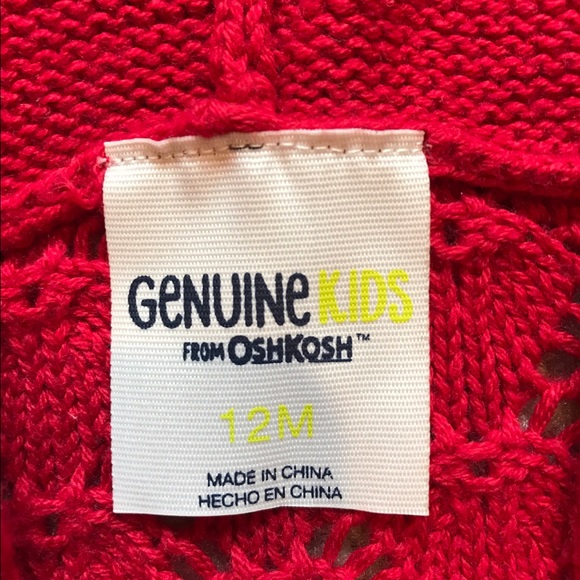 GENUINE KIDS
FROM OSHKOSH™
12M
MADE IN CHINA
HECHO EN CHINA